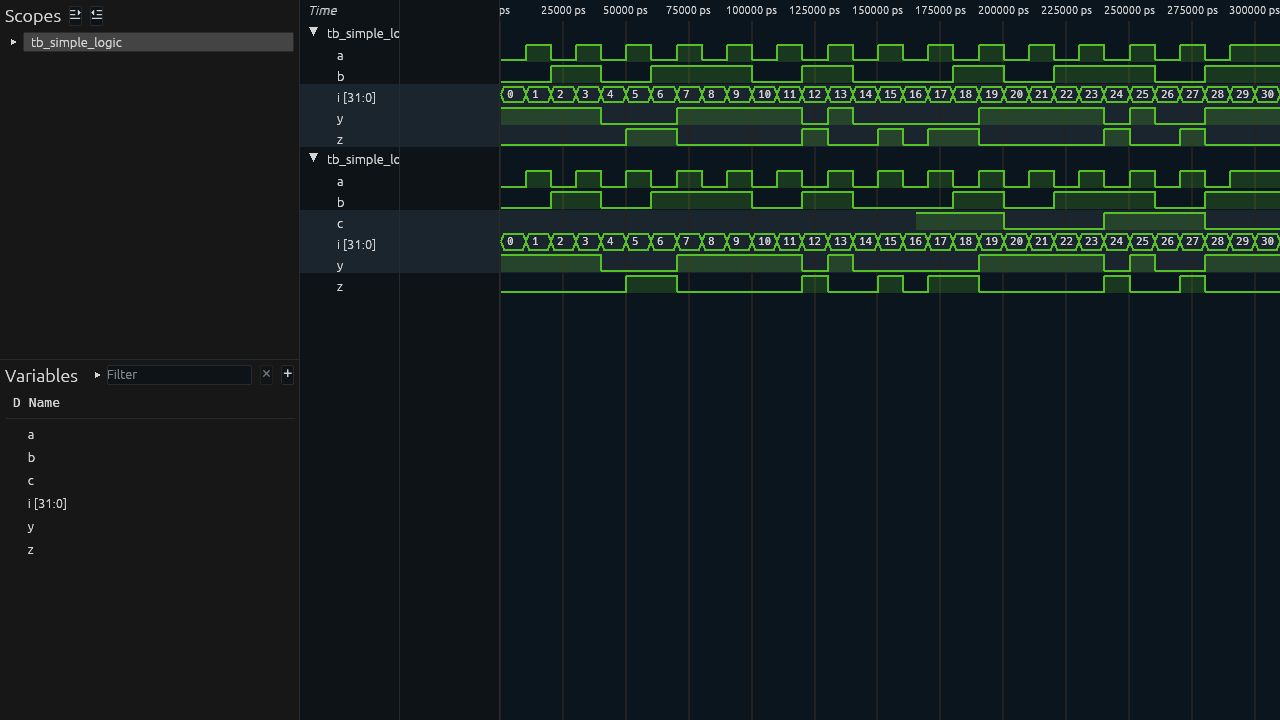 Scopes
tb_simple_logic
Variables
Filter
D Name
a
b
c
i [31:0]
y
z
Time
ps 25000 ps 50000 ps 75000 ps 100000 ps 125000 ps 150000 ps 175000 ps 200000 ps 225000 ps 250000 ps 275000 ps 300000 ps
tb_simple_lo
a
b
i [31:0] 0 1 2 3 4 5 6 7 8 9 10 11 12 13 14 15 16 17 18 19 20 21 22 23 24 25 26 27 28 29 30
y
z
tb_simple_lo
a
b
c
i [31:0] 0 1 2 3 4 5 6 7 8 9 10 11 12 13 14 15 16 17 18 19 20 21 22 23 24 25 26 27 28 29 30
y
z